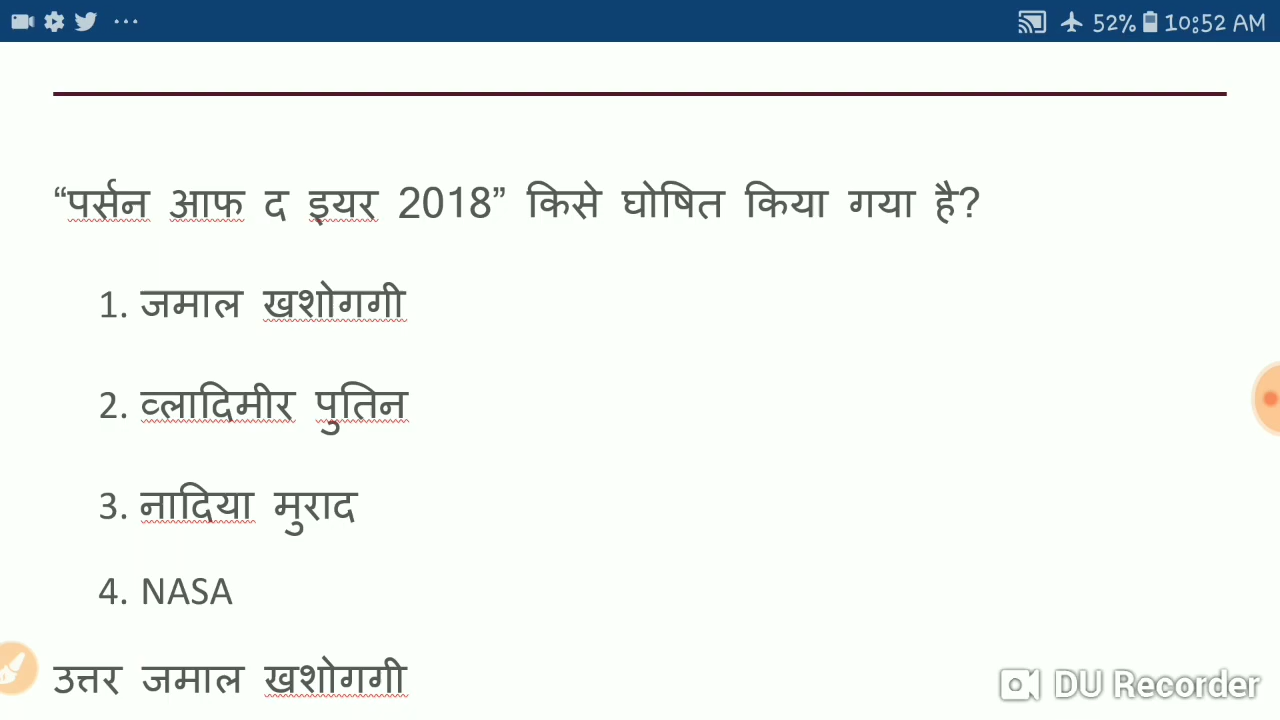 52% 10:52 AM
“पर्सन आफ द इयर 2018” किसे घोषित किया गया है?
1. जमाल खशोगगी
2. व्लादिमीर पुतिन
3. नादिया मुराद
4. NASA
उत्तर जमाल खशोगगी
DU Recorder